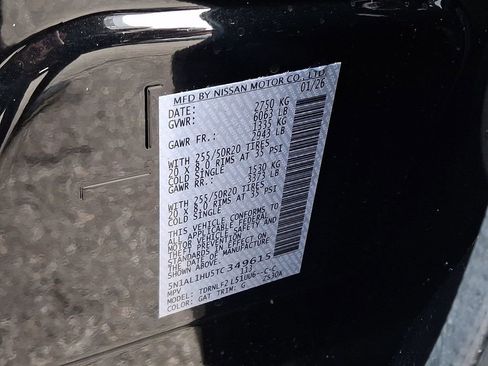 MFD BY NISSAN MOTOR CO., LTD
DATE: 01/26
GVWR: 2750 KG
6063 LB
GAWR FR.: 1335 KG
2943 LB
WITH 255/50R20 TIRES
20 X 8.0 RIMS AT 35 PSI
COLD SINGLE
GAWR RR.: 1530 KG
3373 LB
WITH 255/50R20 TIRES
20 X 8.0 RIMS AT 35 PSI
COLD SINGLE
THIS VEHICLE CONFORMS TO
ALL APPLICABLE FEDERAL
MOTOR VEHICLE SAFETY AND
THEFT PREVENTION STANDARDS
IN EFFECT ON THE
DATE OF MANUFACTURE
SHOWN ABOVE.
5N1AL1HU5TC349615
MPV 113
MODEL: TDRNLF2
COLOR: GAT TRIM: G C530A